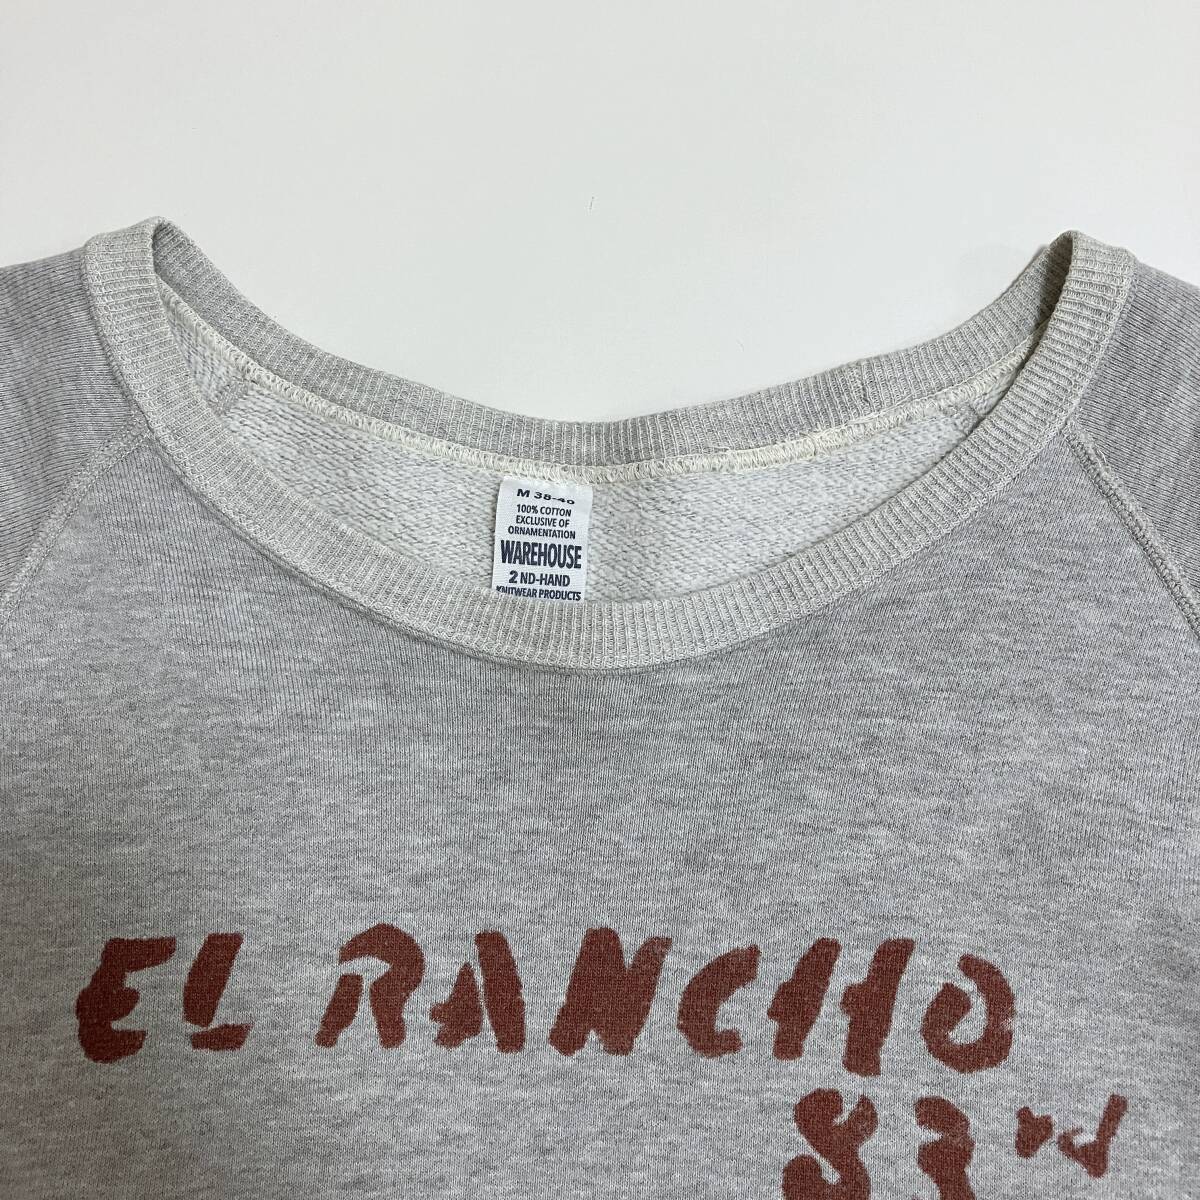 M 38-40
100% COTTON
EXCLUSIVE OF
ORNAMENTATION
WAREHOUSE
2 ND-HAND
KNITWEAR PRODUCTS
EL RANCHO
83rd